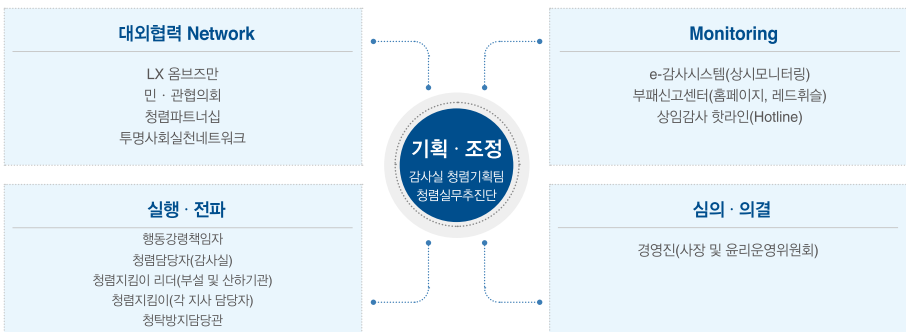 대외협력 Network
LX 옴브즈만
민 · 관협의회
청렴파트너십
투명사회실천네트워크
Monitoring
e-감사시스템(상시모니터링)
부패신고센터(홈페이지, 레드휘슬)
상임감사 핫라인(Hotline)
기획 · 조정
감사실 청렴기획팀
청렴실무추진단
실행 · 전파
행동강령책임자
청렴담당자(감사실)
청렴지킴이 리더(부설 및 산하기관)
청렴지킴이(각 지사 담당자)
청탁방지담당관
심의 · 의결
경영진(사장 및 윤리운영위원회)